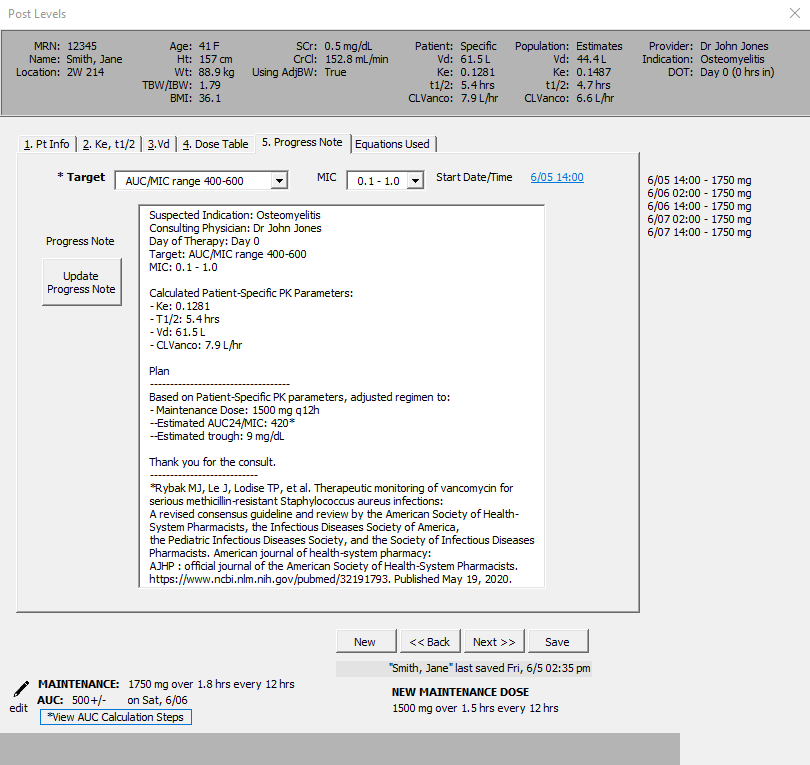 Post Levels
MRN: 12345 Age: 41 F SCr: 0.5 mg/dL Patient: Specific Population: Estimates Provider: Dr John Jones
Name: Smith, Jane Ht: 157 cm CrCl: 152.8 mL/min Vd: 61.5 L Vd: 44.4 L Indication: Osteomyelitis
Location: 2W 214 Wt: 88.9 kg Using AdjBW: True Ke: 0.1281 Ke: 0.1487 DOT: Day 0 (0 hrs in)
TBW/IBW: 1.79 t1/2: 5.4 hrs t1/2: 4.7 hrs
BMI: 36.1 CLVanco: 7.9 L/hr CLVanco: 6.6 L/hr
1. Pt Info 2. Ke, t1/2 3.Vd 4. Dose Table 5. Progress Note Equations Used
* Target AUC/MIC range 400-600 MIC 0.1 - 1.0 Start Date/Time 6/05 14:00
6/05 14:00 - 1750 mg
6/06 02:00 - 1750 mg
6/06 14:00 - 1750 mg
6/07 02:00 - 1750 mg
6/07 14:00 - 1750 mg
Progress Note
Update
Progress Note
Suspected Indication: Osteomyelitis
Consulting Physician: Dr John Jones
Day of Therapy: Day 0
Target: AUC/MIC range 400-600
MIC: 0.1 - 1.0
Calculated Patient-Specific PK Parameters:
- Ke: 0.1281
- T1/2: 5.4 hrs
- Vd: 61.5 L
- CLVanco: 7.9 L/hr
Plan
-----------------------------------
Based on Patient-Specific PK parameters, adjusted regimen to:
- Maintenance Dose: 1500 mg q12h
--Estimated AUC24/MIC: 420*
--Estimated trough: 9 mg/dL
Thank you for the consult.
---------------------------
*Rybak MJ, Le J, Lodise TP, et al. Therapeutic monitoring of vancomycin for
serious methicillin-resistant Staphylococcus aureus infections:
A revised consensus guideline and review by the American Society of Health-
System Pharmacists, the Infectious Diseases Society of America,
the Pediatric Infectious Diseases Society, and the Society of Infectious Diseases
Pharmacists. American journal of health-system pharmacy:
AJHP : official journal of the American Society of Health-System Pharmacists.
https://www.ncbi.nlm.nih.gov/pubmed/32191793. Published May 19, 2020.
New << Back Next >> Save
"Smith, Jane" last saved Fri, 6/5 02:35 pm
edit
MAINTENANCE: 1750 mg over 1.8 hrs every 12 hrs
AUC: 500+/- on Sat, 6/06
*View AUC Calculation Steps
NEW MAINTENANCE DOSE
1500 mg over 1.5 hrs every 12 hrs